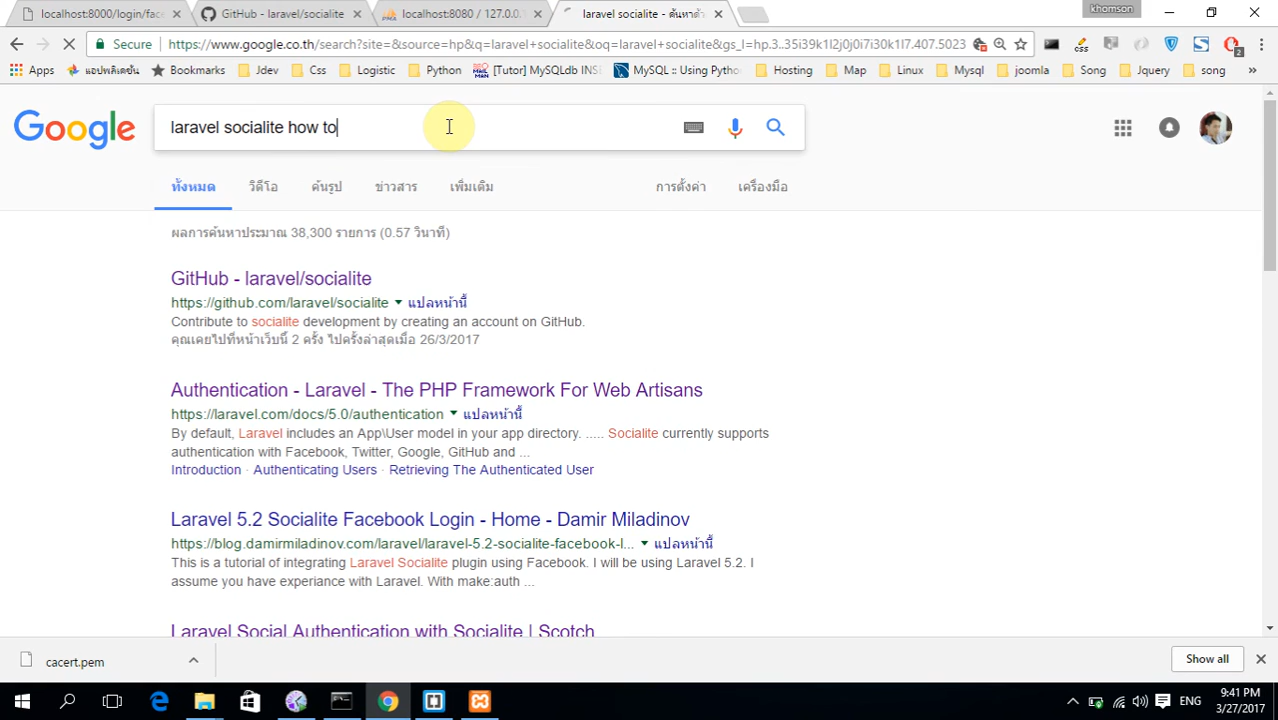 localhost:8000/login/fac
GitHub - laravel/socialite
localhost:8080 / 127.0.0.1
laravel socialite - ค้นหาด้ว
khomson
Secure https://www.google.co.th/search?site=&source=hp&q=laravel+socialite&oq=laravel+socialite&gs_l=hp.3..35i39k1l2j0j0i7i30k1l7.407.5023
Apps แอปพลิเคชัน Bookmarks Jdev Css Logistic Python [Tutor] MySQLdb INSE MySQL :: Using Pytho Hosting Map Linux Mysql joomla Song Jquery song
Google laravel socialite how to
ทั้งหมด วิดีโอ ค้นรูป ข่าวสาร เพิ่มเติม การตั้งค่า เครื่องมือ
ผลการค้นหาประมาณ 38,300 รายการ (0.57 วินาที)
GitHub - laravel/socialite
https://github.com/laravel/socialite แปลหน้านี้
Contribute to socialite development by creating an account on GitHub.
คุณเคยไปที่หน้าเว็บนี้ 2 ครั้ง ไปครั้งล่าสุดเมื่อ 26/3/2017
Authentication - Laravel - The PHP Framework For Web Artisans
https://laravel.com/docs/5.0/authentication แปลหน้านี้
By default, Laravel includes an App\User model in your app directory. ..... Socialite currently supports
authentication with Facebook, Twitter, Google, GitHub and ...
Introduction · Authenticating Users · Retrieving The Authenticated User
Laravel 5.2 Socialite Facebook Login - Home - Damir Miladinov
https://blog.damirmiladinov.com/laravel/laravel-5.2-socialite-facebook-l... แปลหน้านี้
This is a tutorial of integrating Laravel Socialite plugin using Facebook. I will be using Laravel 5.2. I
assume you have experiance with Laravel. With make:auth ...
Laravel Social Authentication with Socialite | Scotch
cacert.pem
Show all
ENG
9:41 PM
3/27/2017